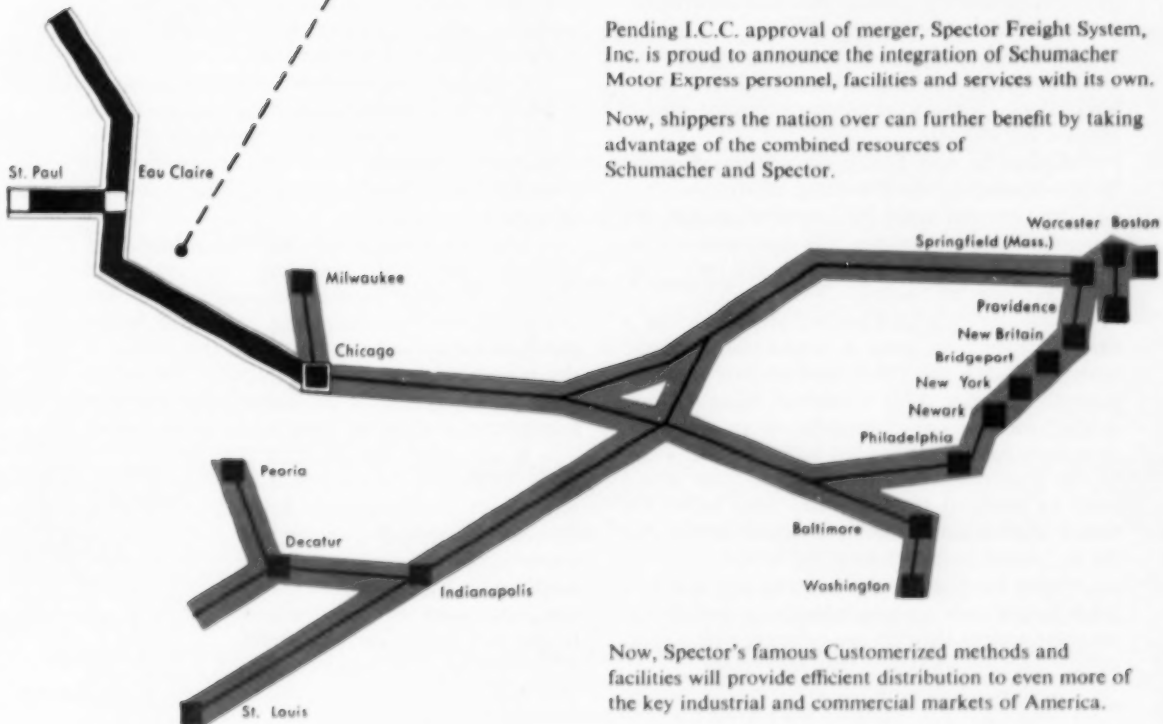 Pending I.C.C. approval of merger, Spector Freight System,
Inc. is proud to announce the integration of Schumacher
Motor Express personnel, facilities and services with its own.
Now, shippers the nation over can further benefit by taking
advantage of the combined resources of
Schumacher and Spector.
St. Paul
Eau Claire
Milwaukee
Chicago
Worcester
Boston
Springfield (Mass.)
Providence
New Britain
Bridgeport
New York
Newark
Philadelphia
Baltimore
Washington
Peoria
Decatur
Indianapolis
St. Louis
Now, Spector's famous Customerized methods and
facilities will provide efficient distribution to even more of
the key industrial and commercial markets of America.